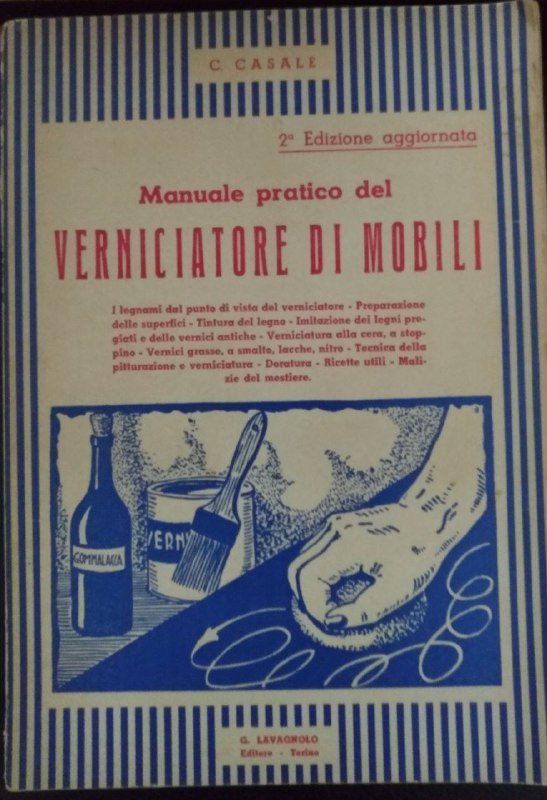 C. CASALE
2ª Edizione aggiornata
Manuale pratico del
VERNICIATORE DI MOBILI
I legnami dal punto di vista del verniciatore - Preparazione
delle superfici - Tintura del legno - Imitazione dei legni pre-
giati e delle vernici antiche - Verniciatura alla cera, a stop-
pino - Vernici grasse, a smalto, lacche, nitro - Tecnica della
pitturazione e verniciatura - Doratura - Ricette utili - Mali-
zie del mestiere.
VERN
GOMMALACCA
G. LAVAGNOLO
Editore - Torino